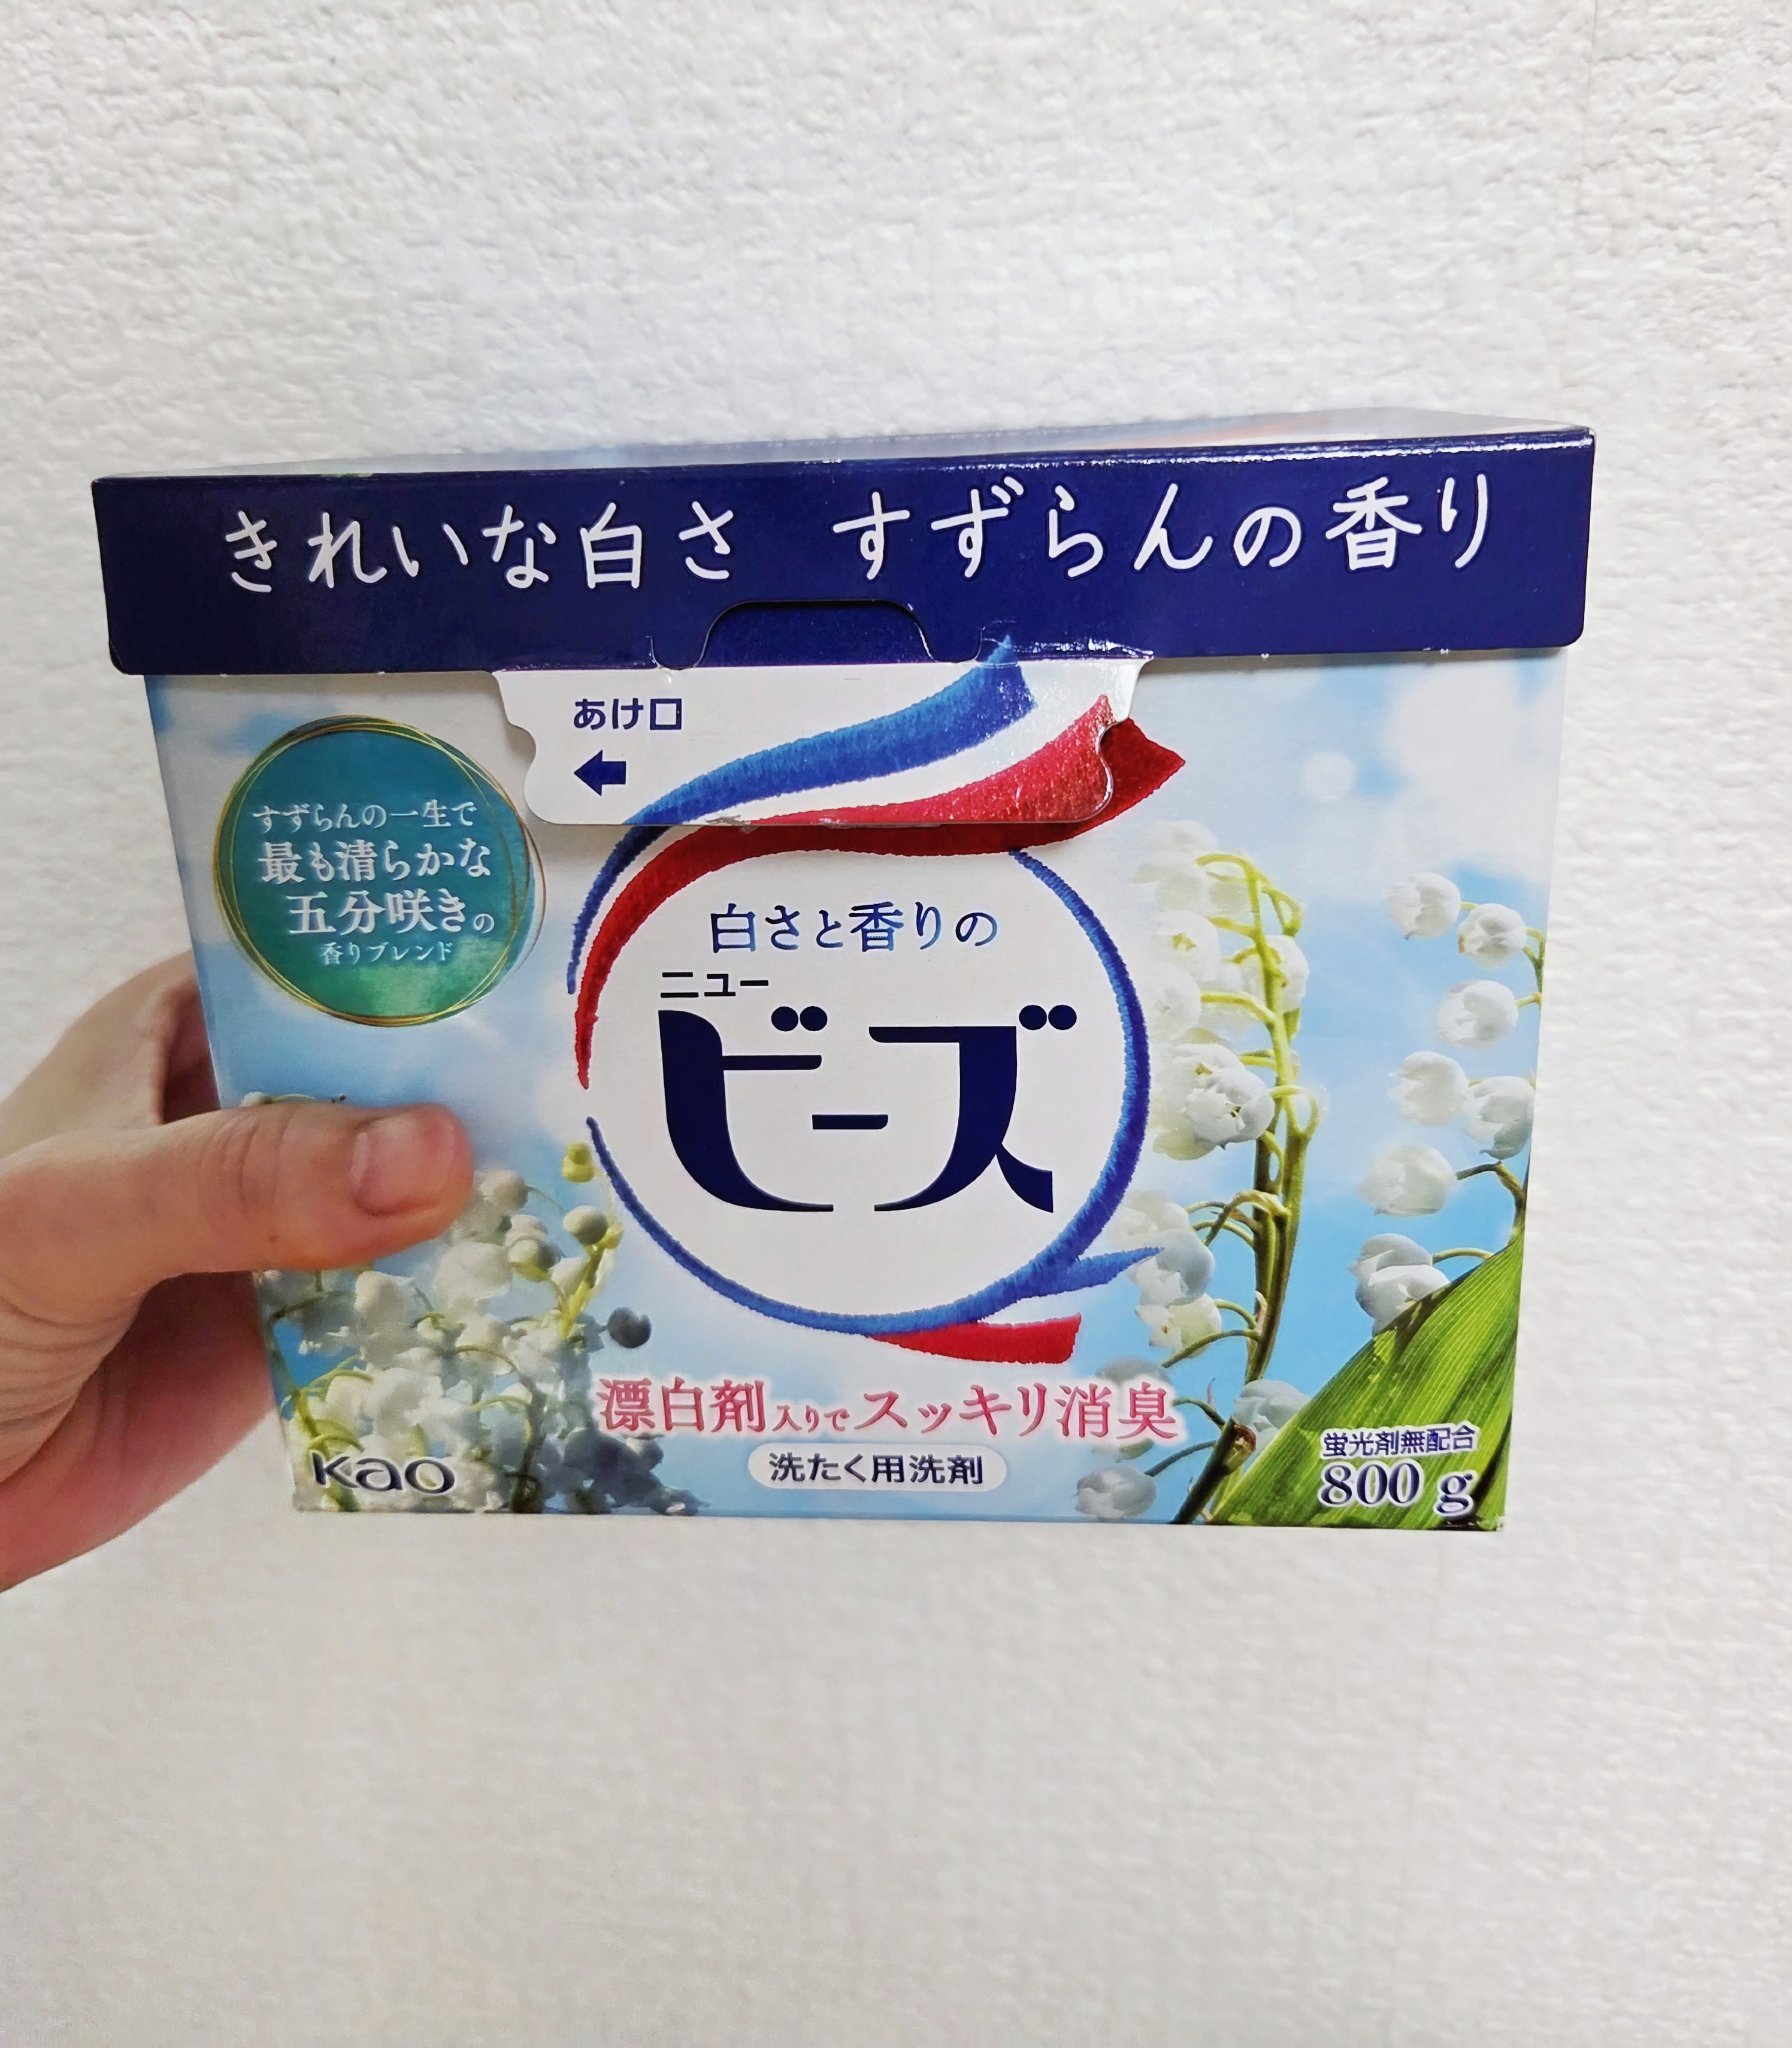 きれいな白さ すずらんの香り
あけ口
すずらんの一生で
最も清らかな
五分咲きの
香りブレンド
白さと香りの
ニュー
ビーズ
漂白剤入りでスッキリ消臭
洗たく用洗剤
Kao
蛍光剤無配合
800 g